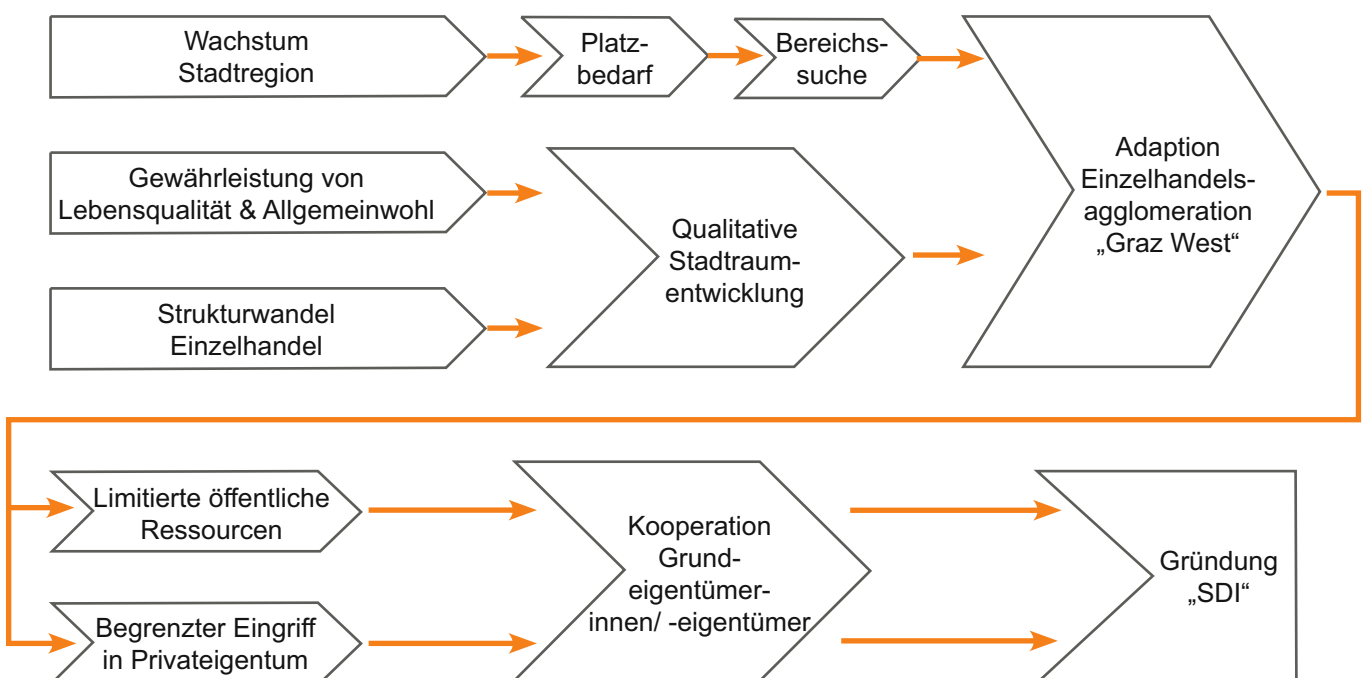 Wachstum
Stadtregion
Platz-
bedarf
Bereichs-
suche
Gewährleistung von
Lebensqualität & Allgemeinwohl
Strukturwandel
Einzelhandel
Qualitative
Stadtraum-
entwicklung
Adaption
Einzelhandels-
agglomeration
„Graz West“
Limitierte öffentliche
Ressourcen
Begrenzter Eingriff
in Privateigentum
Kooperation
Grund-
eigentümer-
innen/ -eigentümer
Gründung
„SDI“